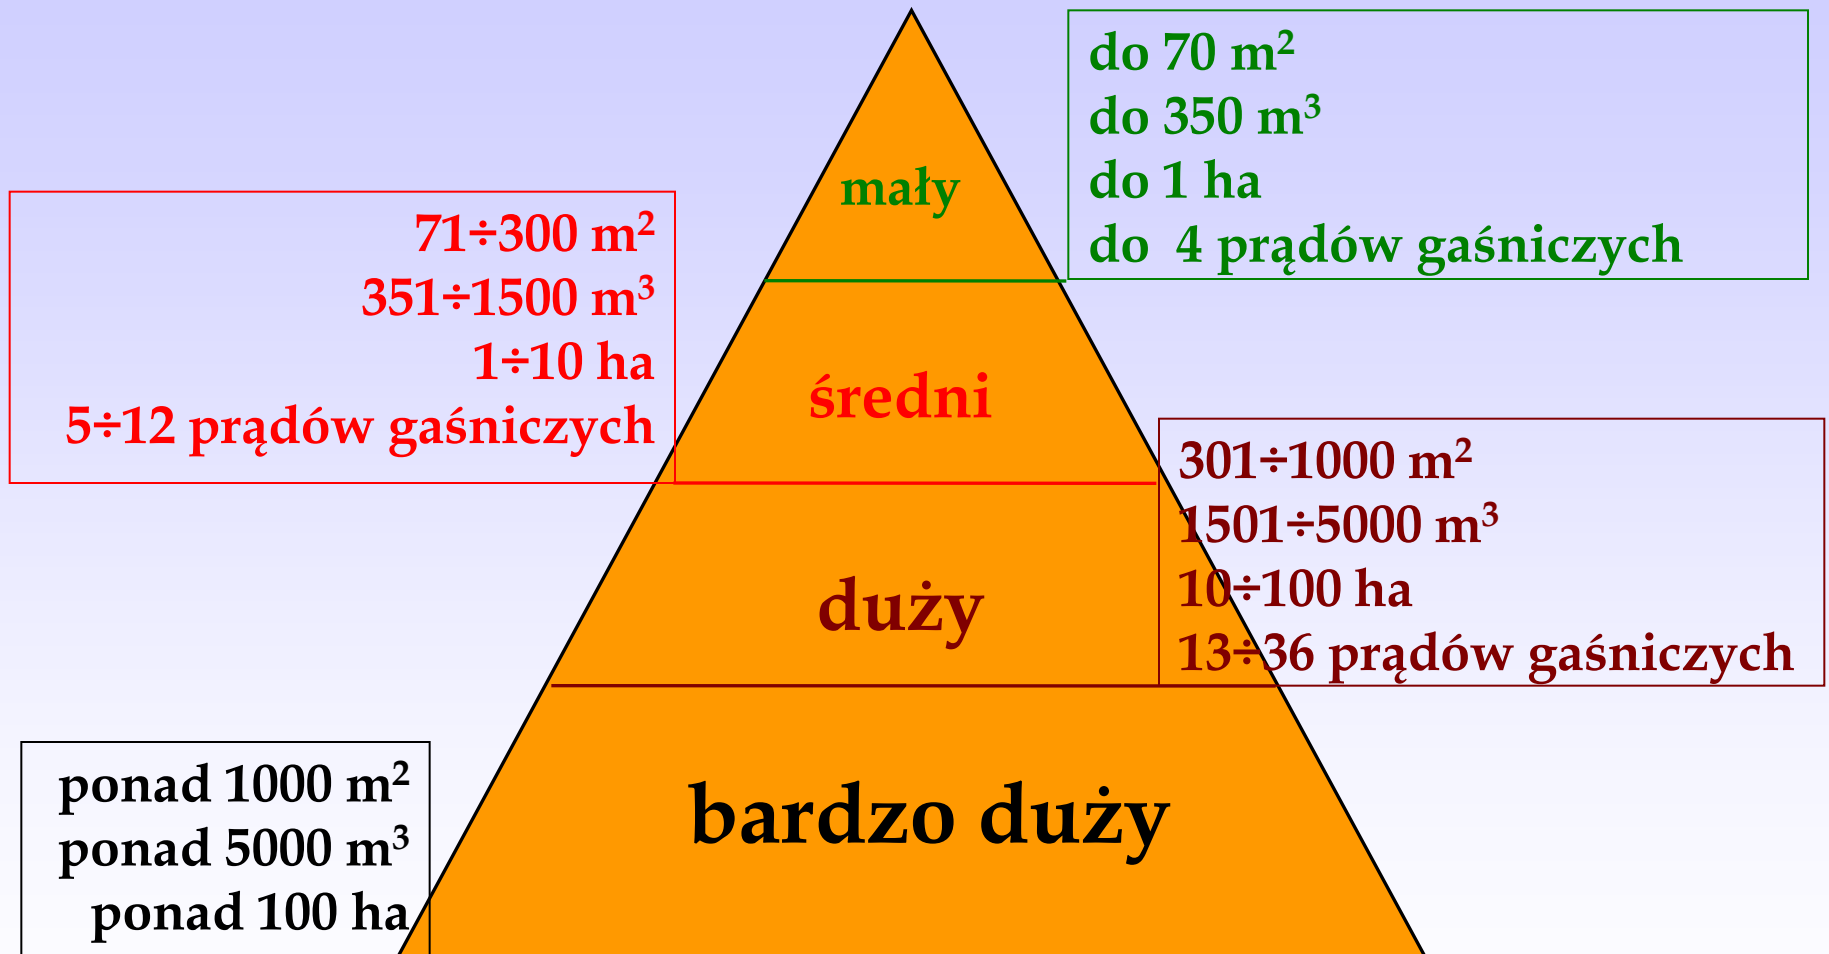 do 70 m²
do 350 m³
do 1 ha
do  4 prądów gaśniczych
mały
71÷300 m²
351÷1500 m³
1÷10 ha
5÷12 prądów gaśniczych
średni
301÷1000 m²
1501÷5000 m³
10÷100 ha
13÷36 prądów gaśniczych
duży
ponad 1000 m²
ponad 5000 m³
ponad 100 ha
bardzo duży